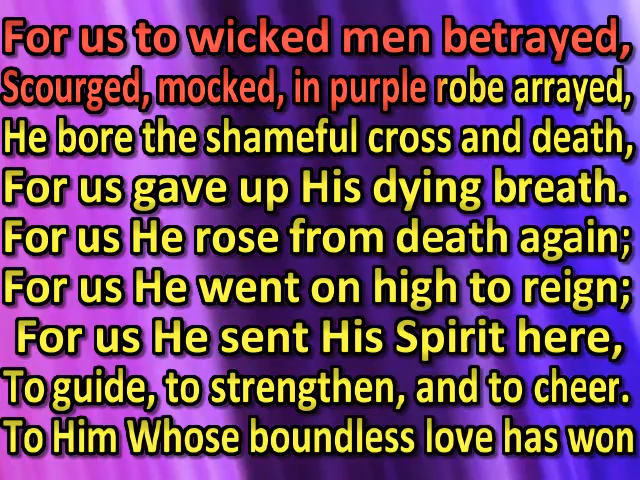 For us to wicked men betrayed,
Scourged, mocked, in purple robe arrayed,
He bore the shameful cross and death,
For us gave up His dying breath.
For us He rose from death again;
For us He went on high to reign;
For us He sent His Spirit here,
To guide, to strengthen, and to cheer.
To Him Whose boundless love has won